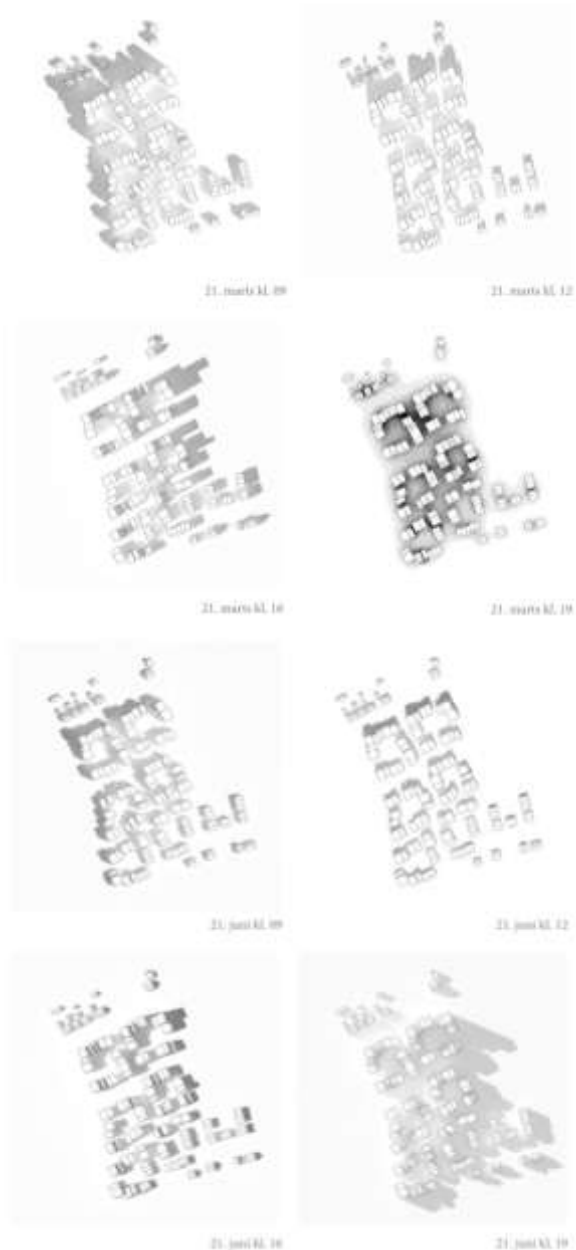 21. marts kl. 09
21. marts kl. 12
21. marts kl. 16
21. marts kl. 19
21. juni kl. 09
21. juni kl. 12
21. juni kl. 16
21. juni kl. 19